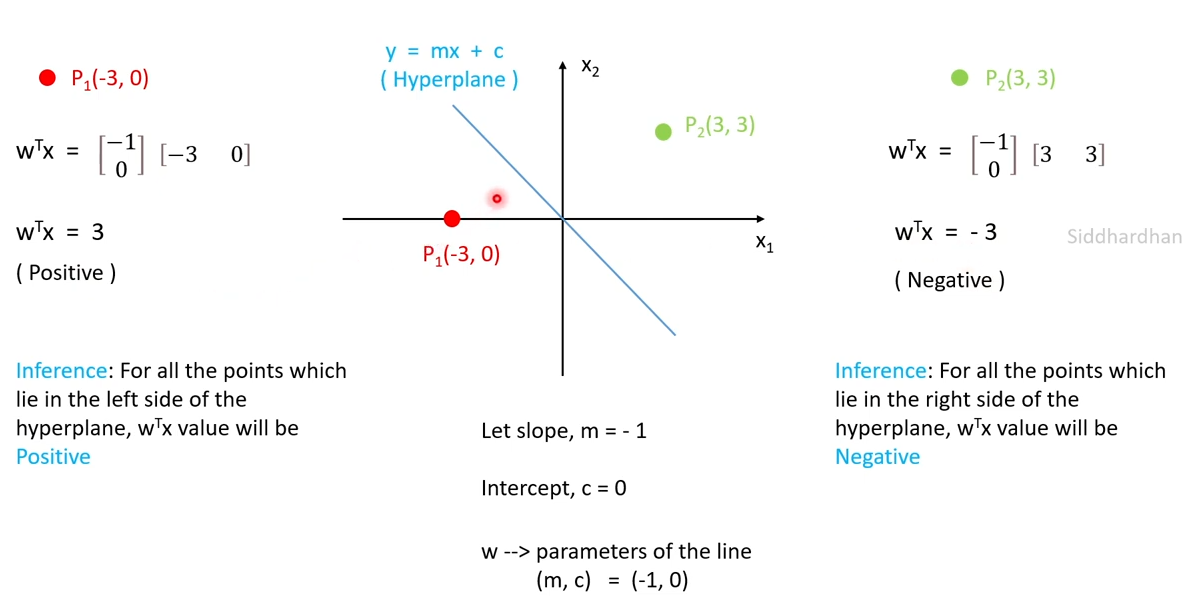 P₁(-3, 0)
wᵀx = [−1 0] [−3 0]
wᵀx = 3
( Positive )
Inference: For all the points which
lie in the left side of the
hyperplane, wᵀx value will be
Positive
y = mx + c
( Hyperplane )
x₂
P₂(3, 3)
P₁(-3, 0)
x₁
Let slope, m = - 1
Intercept, c = 0
w --> parameters of the line
(m, c) = (-1, 0)
P₂(3, 3)
wᵀx = [−1 0] [3 3]
wᵀx = - 3
( Negative )
Siddhardhan
Inference: For all the points which
lie in the right side of the
hyperplane, wᵀx value will be
Negative